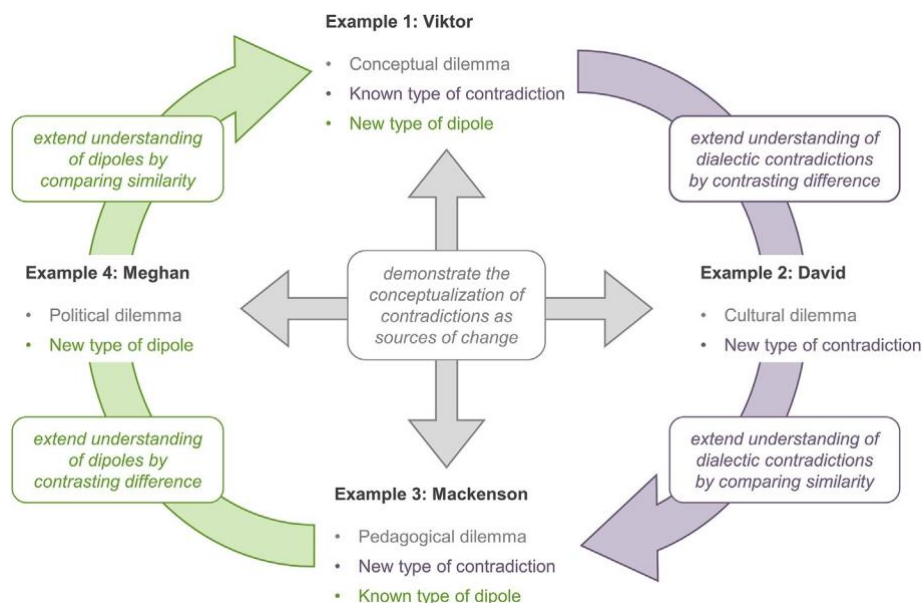 Example 1: Viktor
• Conceptual dilemma
• Known type of contradiction
• New type of dipole
extend understanding
of dipoles by
comparing similarity
extend understanding of
dialectic contradictions
by contrasting difference
Example 4: Meghan
• Political dilemma
• New type of dipole
demonstrate the
conceptualization of
contradictions as
sources of change
Example 2: David
• Cultural dilemma
• New type of contradiction
extend understanding
of dipoles by
contrasting difference
extend understanding of
dialectic contradictions
by comparing similarity
Example 3: Mackenson
• Pedagogical dilemma
• New type of contradiction
• Known type of dipole